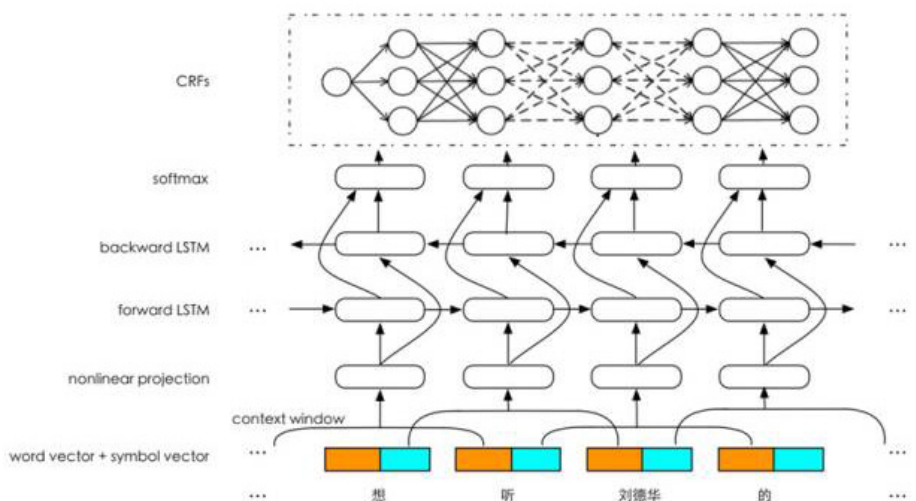 CRFs
softmax
... backward LSTM ...
... forward LSTM ...
nonlinear projection
context window
word vector + symbol vector ... ...
... 想 听 刘德华 的 ...